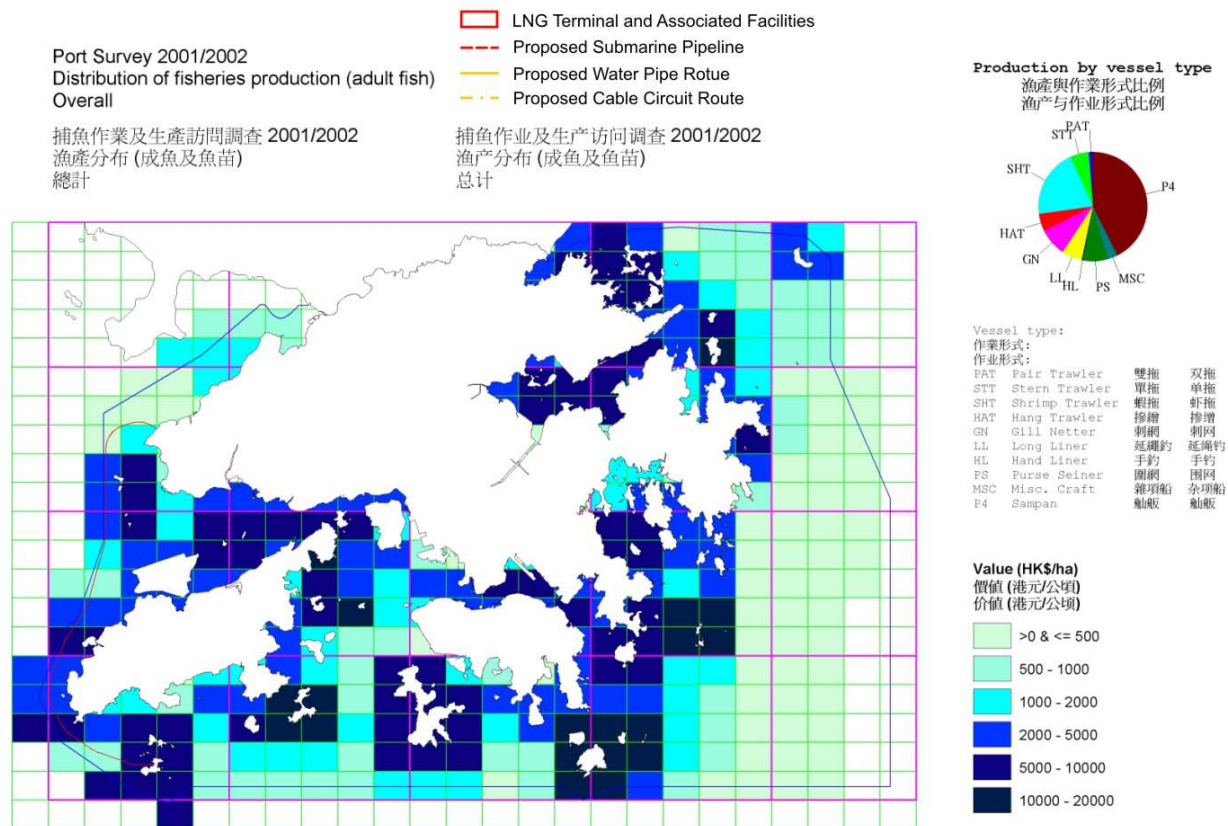 Port Survey 2001/2002
Distribution of fisheries production (adult fish)
Overall
捕魚作業及生產訪問調查 2001/2002
漁產分布 (成魚及魚苗)
總計
捕鱼作业及生产访问调查 2001/2002
渔产分布 (成鱼及鱼苗)
总计
LNG Terminal and Associated Facilities
Proposed Submarine Pipeline
Proposed Water Pipe Rotue
Proposed Cable Circuit Route
Production by vessel type
漁產與作業形式比例
渔产与作业形式比例
PAT
STT
SHT
P4
HAT
GN
LL
HL
PS
MSC
Vessel type:
作業形式:
作业形式:
PAT Pair Trawler 雙拖 双拖
STT Stern Trawler 單拖 单拖
SHT Shrimp Trawler 蝦拖 虾拖
HAT Hang Trawler 摻繒 掺缯
GN Gill Netter 刺網 刺网
LL Long Liner 延繩釣 延绳钓
HL Hand Liner 手釣 手钓
PS Purse Seiner 圍網 围网
MSC Misc. Craft 雜項船 杂项船
P4 Sampan 舢舨 舢舨
Value (HK$/ha)
價值 (港元/公頃)
价值 (港元/公顷)
>0 & <= 500
500 - 1000
1000 - 2000
2000 - 5000
5000 - 10000
10000 - 20000